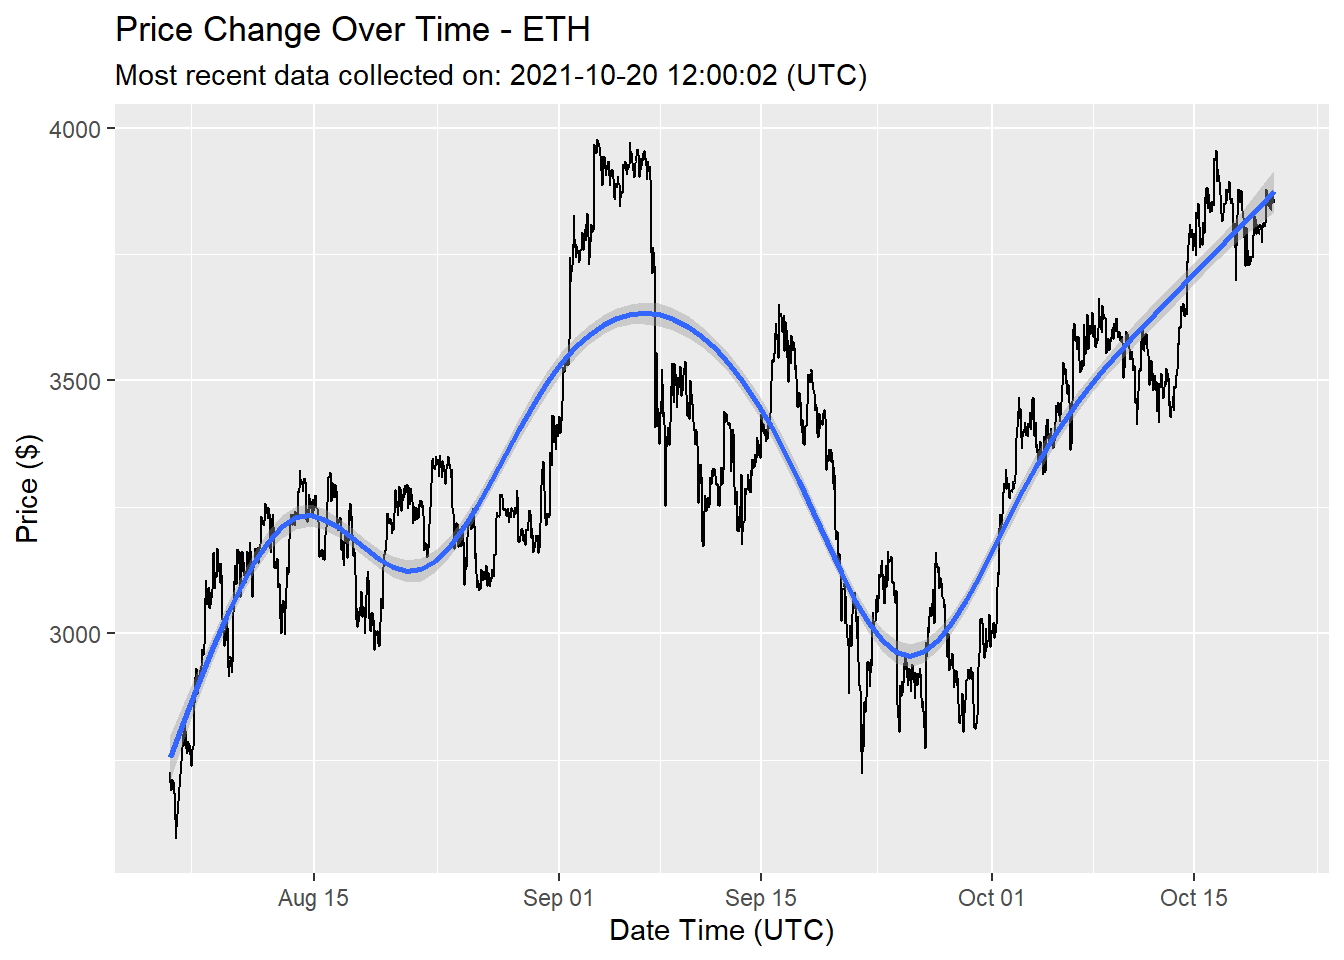 Price Change Over Time - ETH
Most recent data collected on: 2021-10-20 12:00:02 (UTC)
4000
3500
3000
Price ($)
Aug 15
Sep 01
Sep 15
Oct 01
Oct 15
Date Time (UTC)